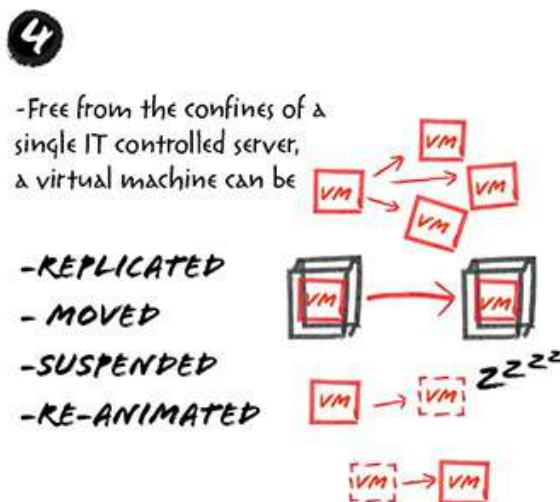 4
-Free from the confines of a
single IT controlled server,
a virtual machine can be
VM
VM
VM
VM
-REPLICATED
VM
VM
- MOVED
-SUSPENDED
VM
VM
zzzz
-RE-ANIMATED
VM
VM